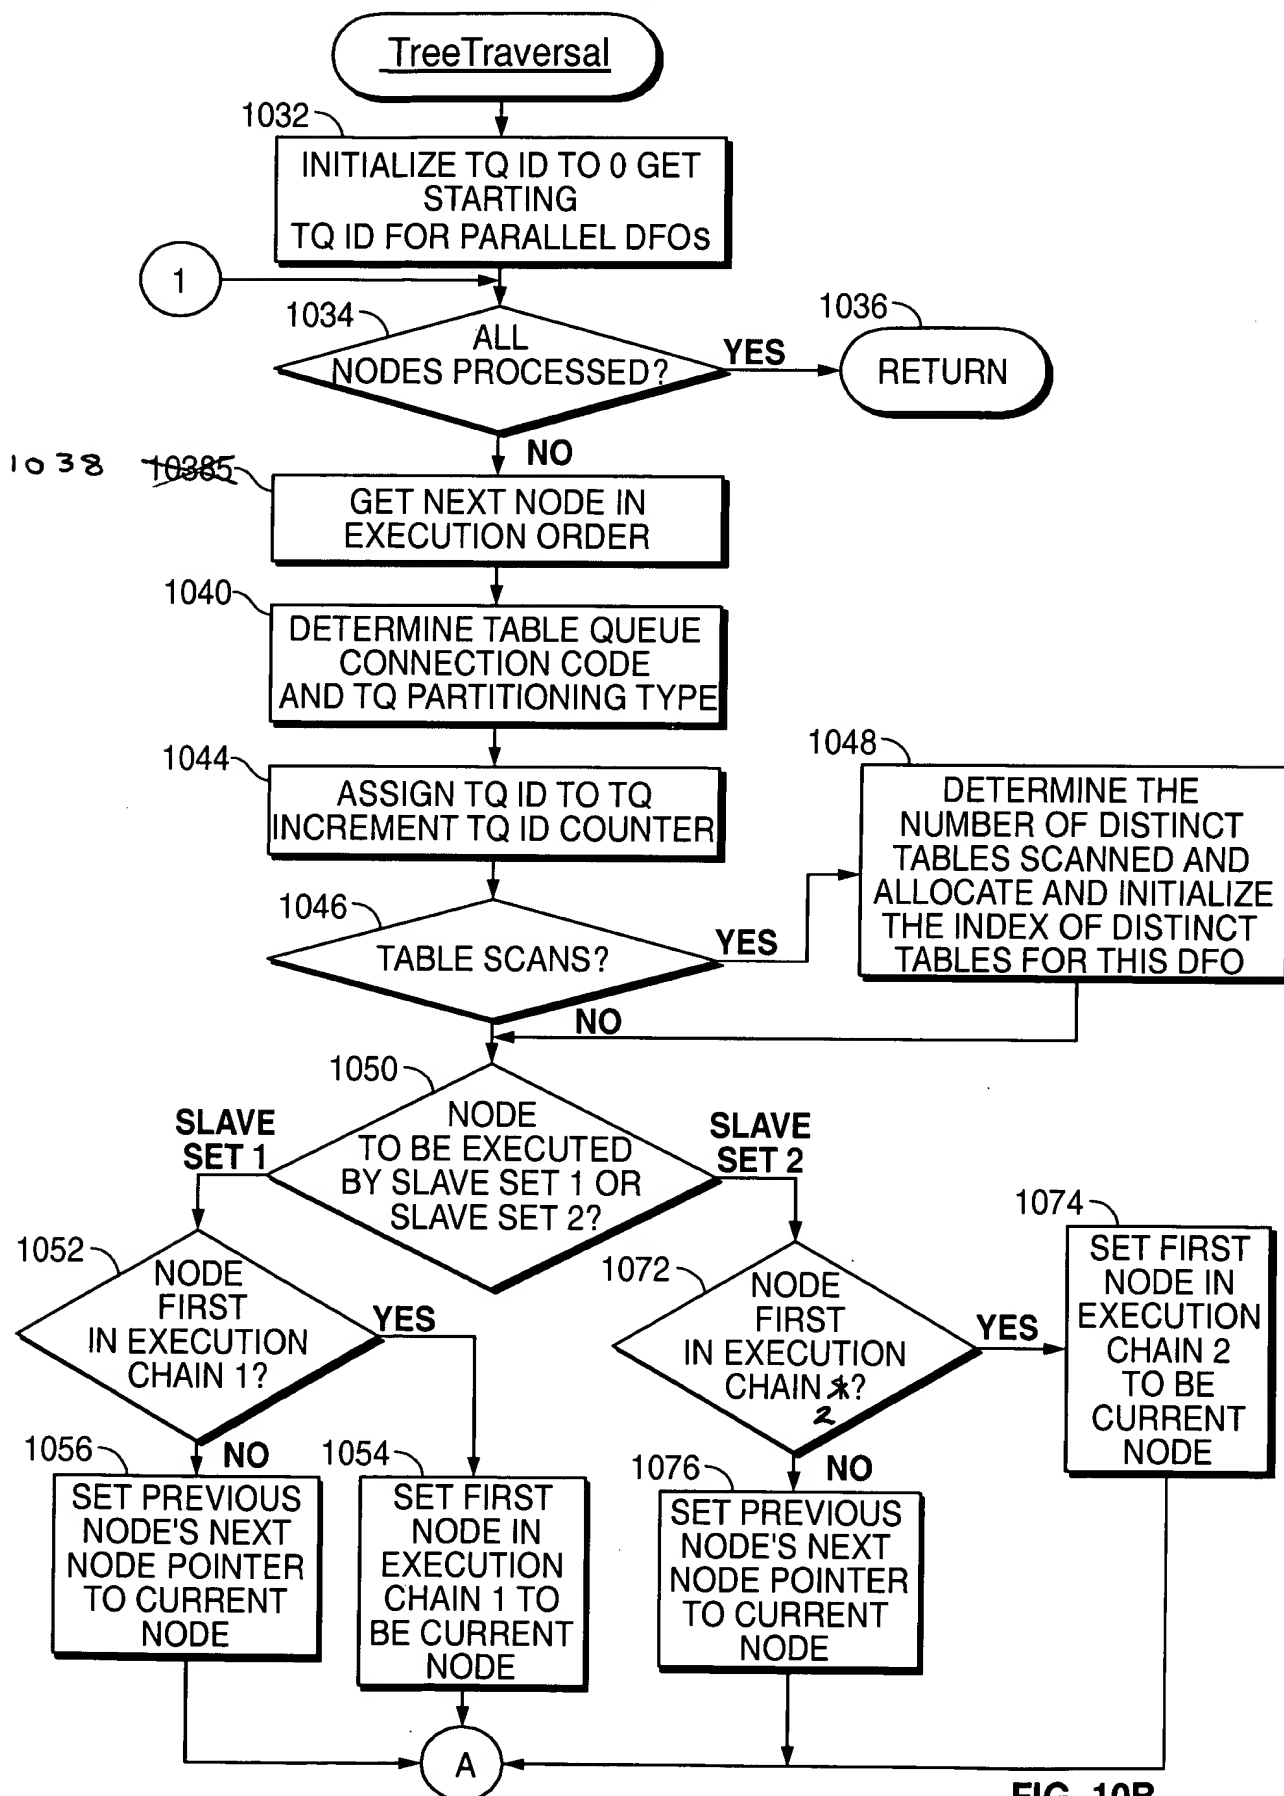 TreeTraversal
1032
INITIALIZE TQ ID TO 0 GET
STARTING
TQ ID FOR PARALLEL DFOs
1
1034
ALL
NODES PROCESSED?
YES
1036
RETURN
NO
1038 10385
GET NEXT NODE IN
EXECUTION ORDER
1040
DETERMINE TABLE QUEUE
CONNECTION CODE
AND TQ PARTITIONING TYPE
1044
ASSIGN TQ ID TO TQ
INCREMENT TQ ID COUNTER
1046
TABLE SCANS?
YES
1048
DETERMINE THE
NUMBER OF DISTINCT
TABLES SCANNED AND
ALLOCATE AND INITIALIZE
THE INDEX OF DISTINCT
TABLES FOR THIS DFO
NO
1050
NODE
TO BE EXECUTED
BY SLAVE SET 1 OR
SLAVE SET 2?
SLAVE
SET 1
SLAVE
SET 2
1052
NODE
FIRST
IN EXECUTION
CHAIN 1?
YES
NO
1056
SET PREVIOUS
NODE'S NEXT
NODE POINTER
TO CURRENT
NODE
1054
SET FIRST
NODE IN
EXECUTION
CHAIN 1 TO
BE CURRENT
NODE
1072
NODE
FIRST
IN EXECUTION
CHAIN ?
2
YES
NO
1074
SET FIRST
NODE IN
EXECUTION
CHAIN 2
TO BE
CURRENT
NODE
1076
SET PREVIOUS
NODE'S NEXT
NODE POINTER
TO CURRENT
NODE
A
FIG. 10B